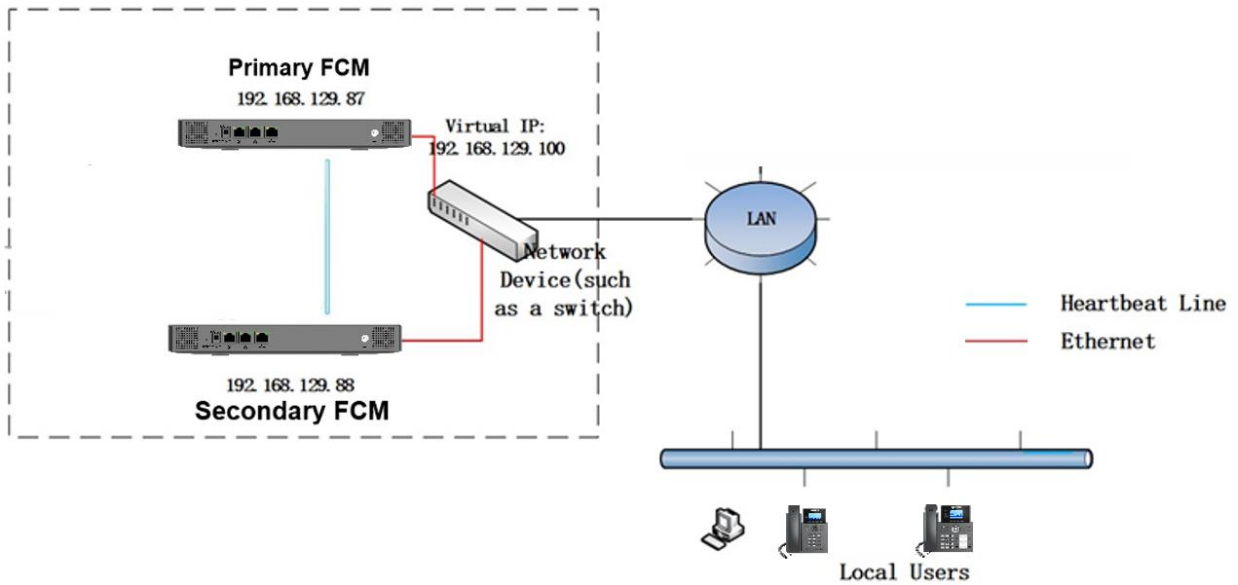 Primary FCM
192.168.129.87
Virtual IP:
192.168.129.100
LAN
Network
Device(such
as a switch)
Heartbeat Line
Ethernet
192.168.129.88
Secondary FCM
Local Users